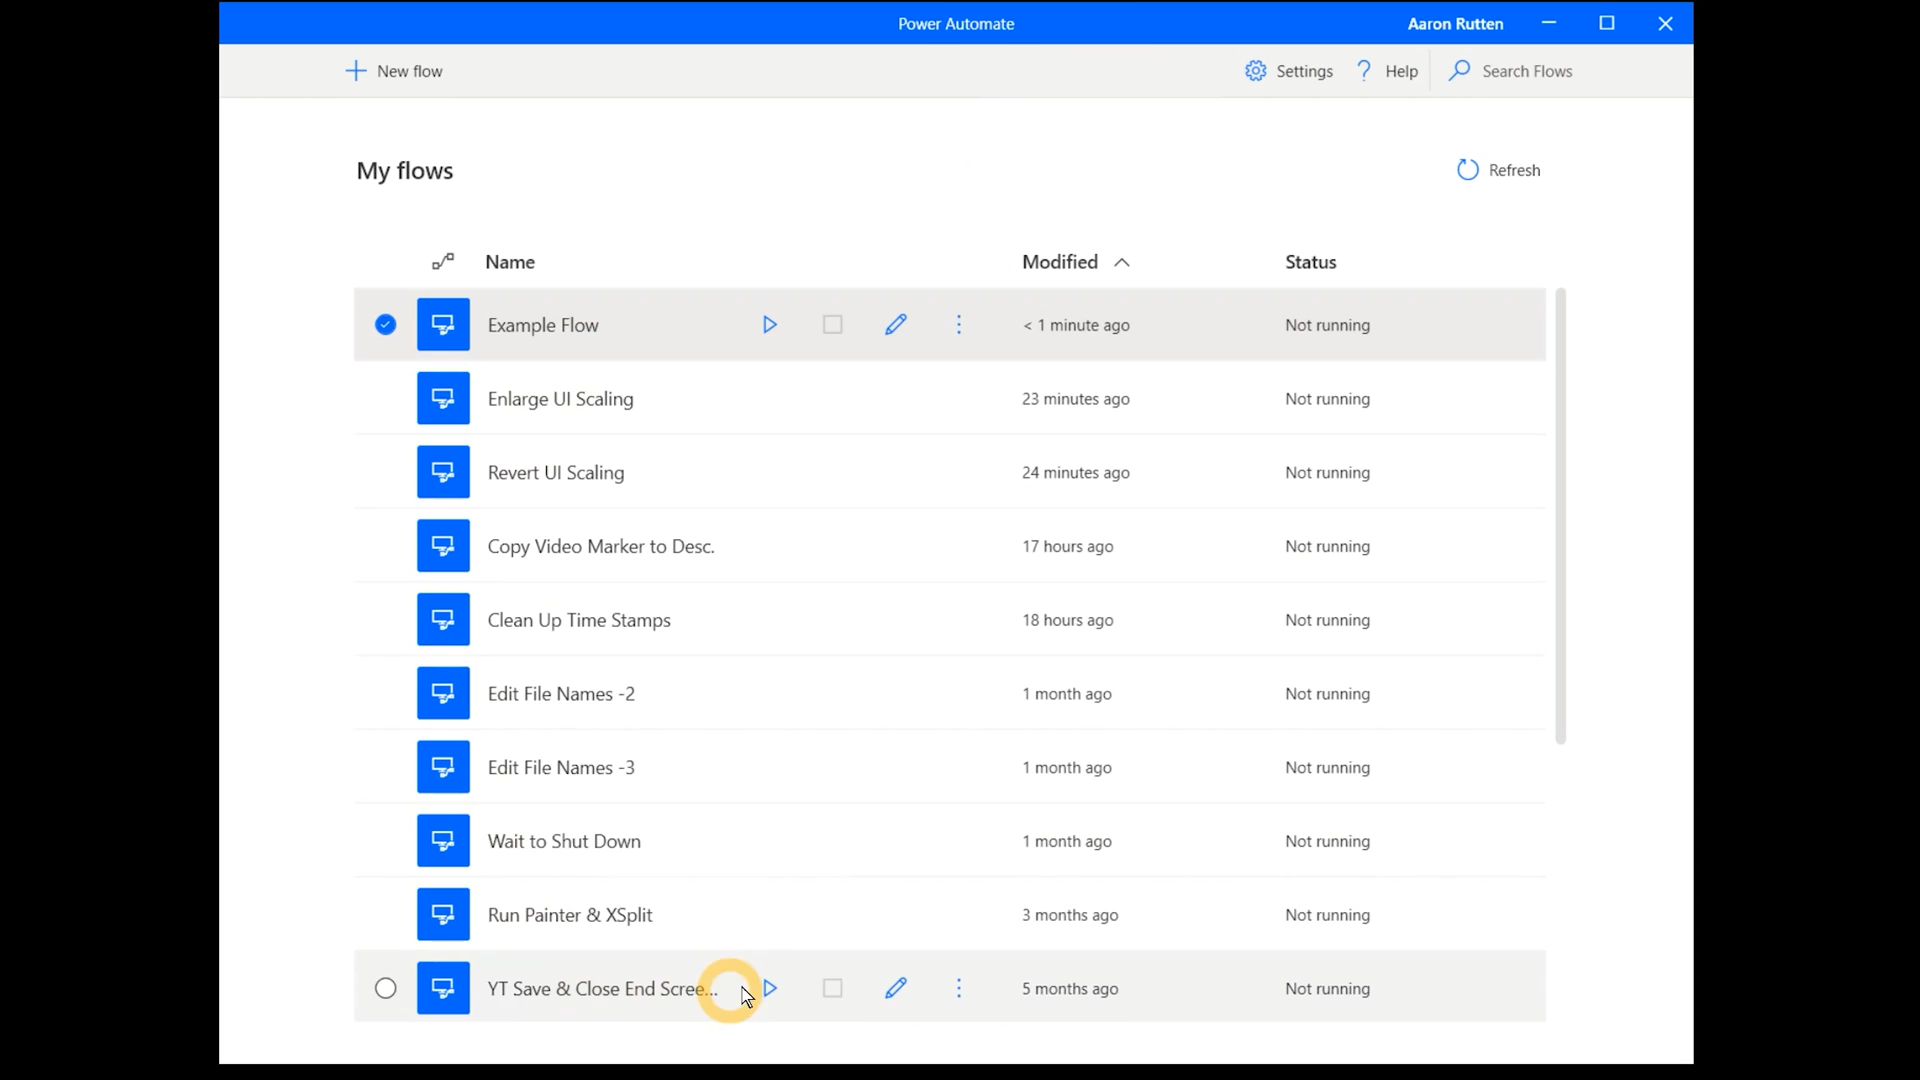 Power Automate
Aaron Rutten
New flow
Settings
? Help
Search Flows
My flows
Refresh
Name Modified Status
Example Flow < 1 minute ago Not running
Enlarge UI Scaling 23 minutes ago Not running
Revert UI Scaling 24 minutes ago Not running
Copy Video Marker to Desc. 17 hours ago Not running
Clean Up Time Stamps 18 hours ago Not running
Edit File Names -2 1 month ago Not running
Edit File Names -3 1 month ago Not running
Wait to Shut Down 1 month ago Not running
Run Painter & XSplit 3 months ago Not running
YT Save & Close End Scree... 5 months ago Not running